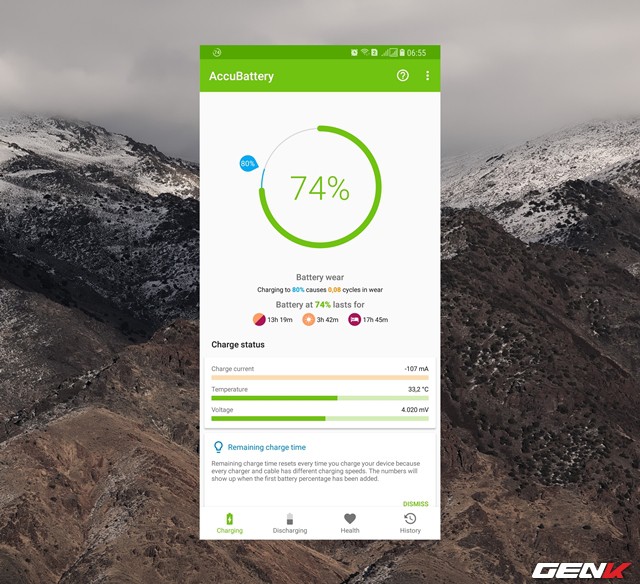 06:55
AccuBattery
80%
74%
Battery wear
Charging to 80% causes 0,08 cycles in wear
Battery at 74% lasts for
13h 19m 3h 42m 17h 45m
Charge status
Charge current -107 mA
Temperature 33,2 °C
Voltage 4.020 mV
Remaining charge time
Remaining charge time resets every time you charge your device because
every charger and cable has different charging speeds. The numbers will
show up when the first battery percentage has been added.
DISMISS
Charging Discharging Health History
GENK